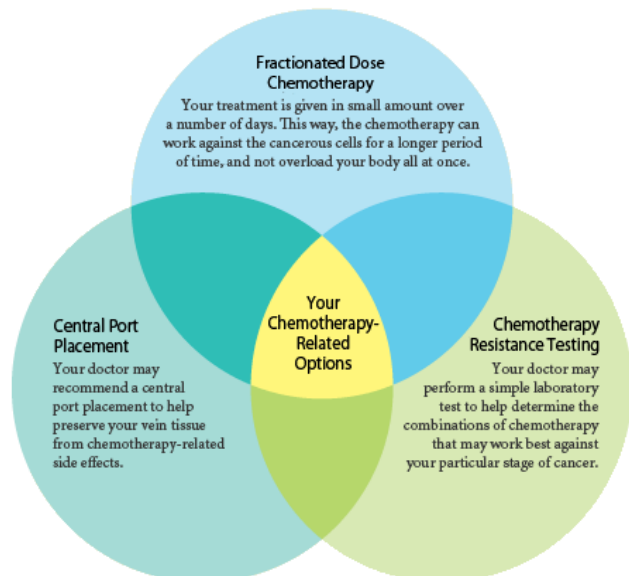 Fractionated Dose
Chemotherapy
Your treatment is given in small amount over
a number of days. This way, the chemotherapy can
work against the cancerous cells for a longer period
of time, and not overload your body all at once.
Your
Chemotherapy-
Related
Options
Central Port
Placement
Your doctor may
recommend a central
port placement to help
preserve your vein tissue
from chemotherapy-related
side effects.
Chemotherapy
Resistance Testing
Your doctor may
perform a simple laboratory
test to help determine the
combinations of chemotherapy
that may work best against
your particular stage of cancer.